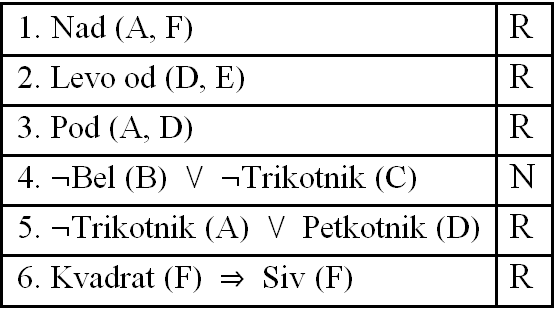 1. Nad (A, F) R
2. Levo od (D, E) R
3. Pod (A, D) R
4. ¬Bel (B) \/ ¬Trikotnik (C) N
5. ¬Trikotnik (A) \/ Petkotnik (D) R
6. Kvadrat (F) ⇒ Siv (F) R